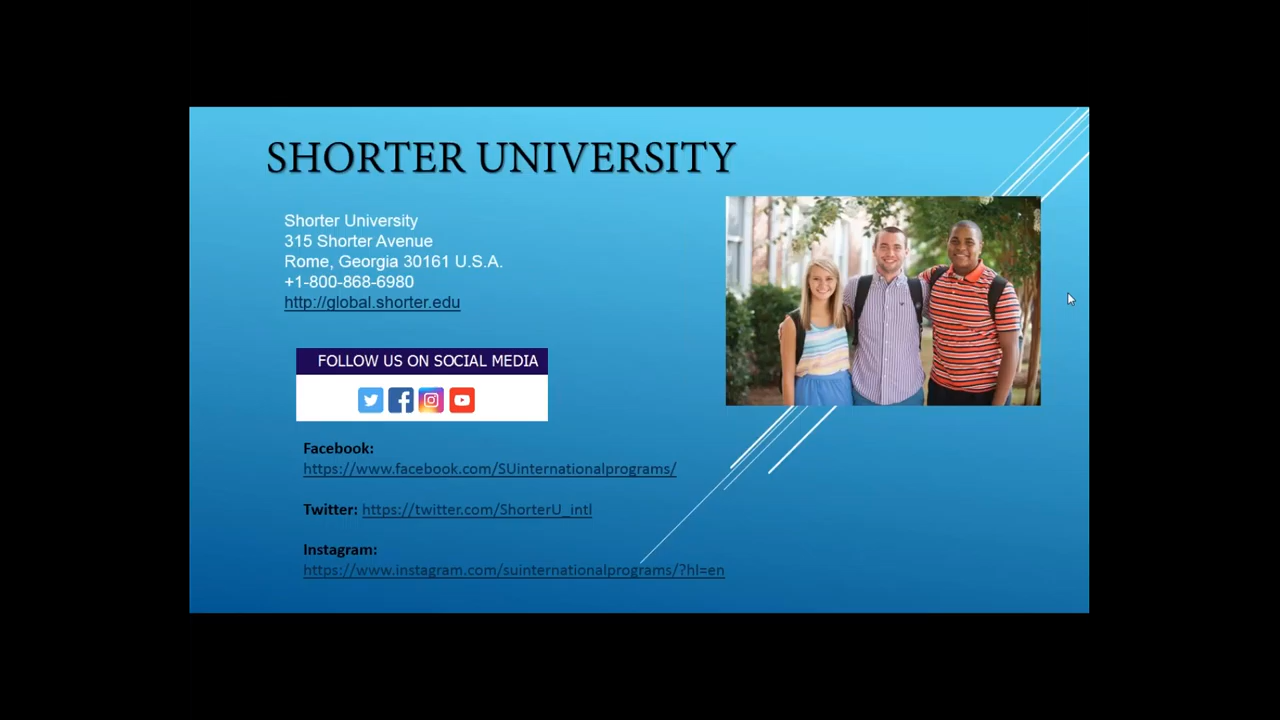 SHORTER UNIVERSITY
Shorter University
315 Shorter Avenue
Rome, Georgia 30161 U.S.A.
+1-800-868-6980
http://global.shorter.edu
FOLLOW US ON SOCIAL MEDIA
Facebook:
https://www.facebook.com/SUinternationalprograms/
Twitter: https://twitter.com/ShorterU_intl
Instagram:
https://www.instagram.com/suinternationalprograms/?hl=en